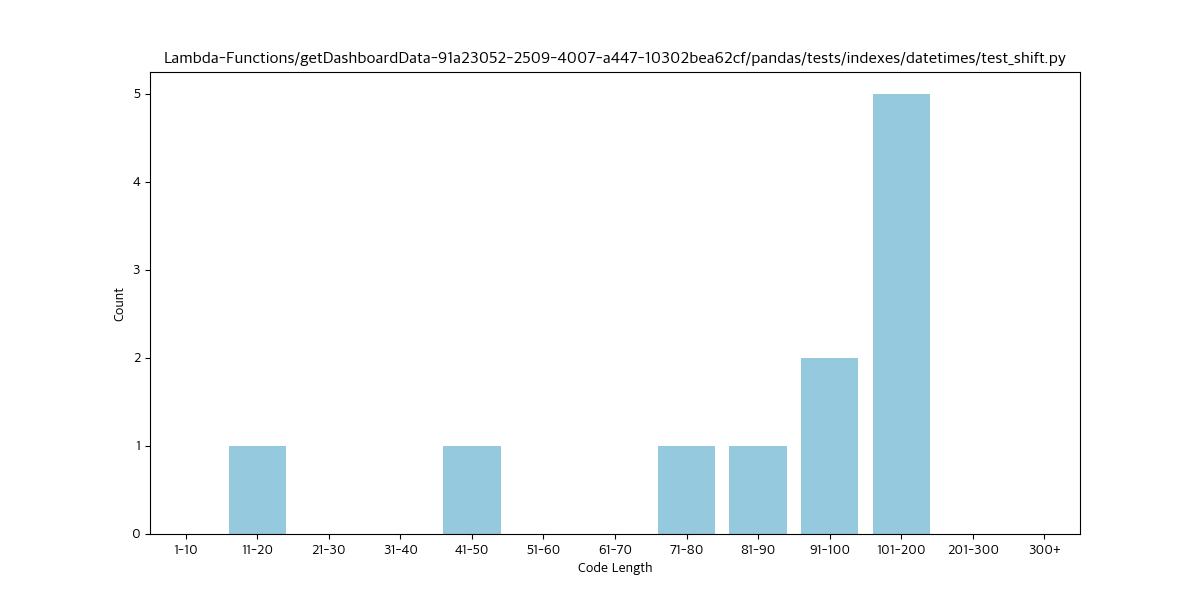 Lambda-Functions/getDashboardData-91a23052-2509-4007-a447-10302bea62cf/pandas/tests/indexes/datetimes/test_shift.py
5
4
3
2
1
0
Count
1-10 11-20 21-30 31-40 41-50 51-60 61-70 71-80 81-90 91-100 101-200 201-300 300+
Code Length